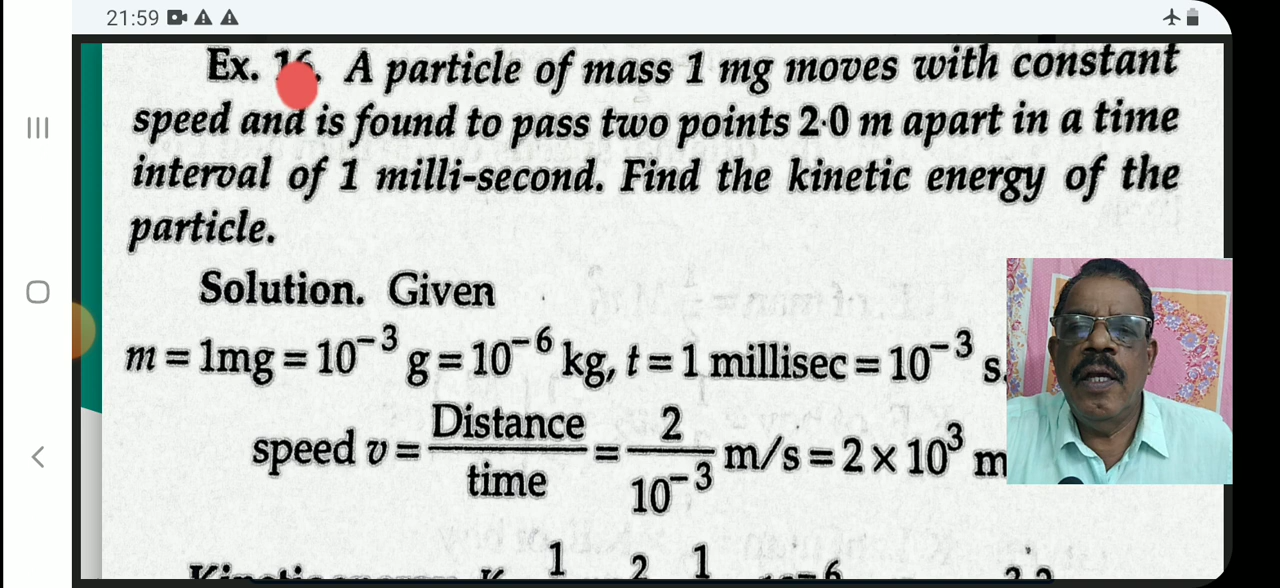 21:59
Ex. 16. A particle of mass 1 mg moves with constant
speed and is found to pass two points 2·0 m apart in a time
interval of 1 milli-second. Find the kinetic energy of the
particle.
Solution. Given
m = 1mg = 10⁻³ g = 10⁻⁶ kg, t = 1 millisec = 10⁻³ s.
speed v = Distance / time = 2 / 10⁻³ m/s = 2 × 10³ m